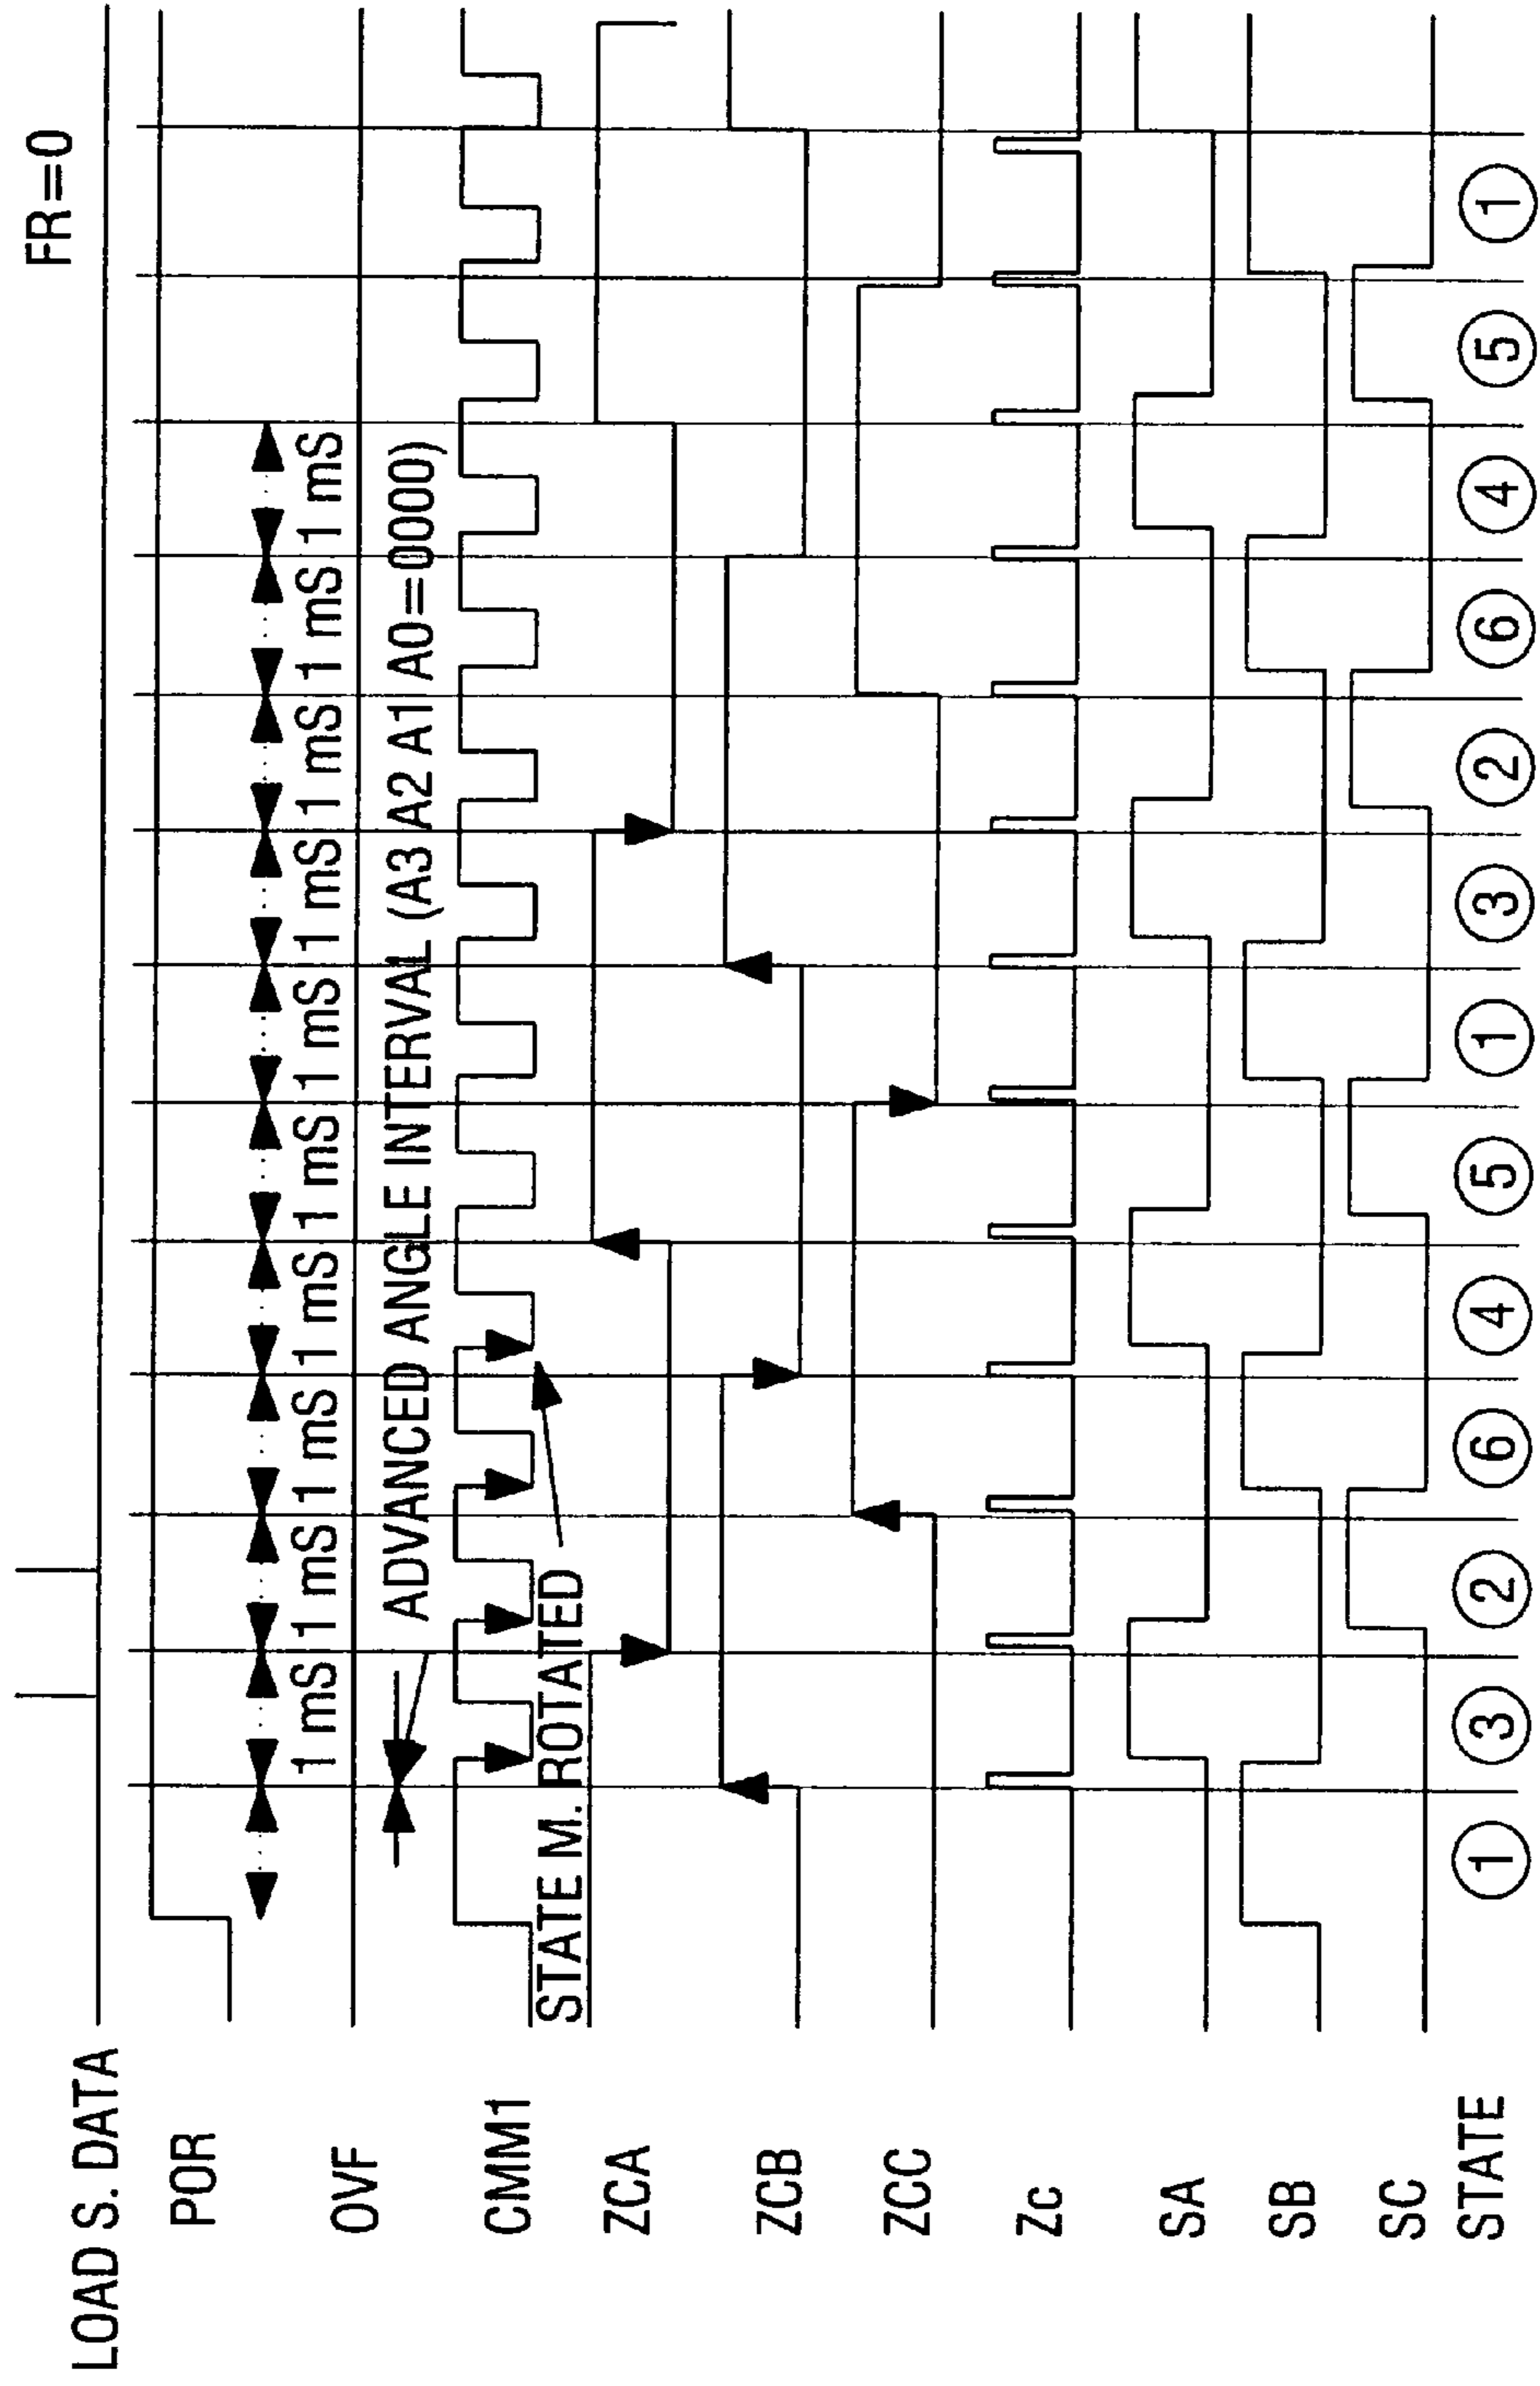 FR=0
LOAD S. DATA
POR
1 mS 1 mS 1 mS 1 mS 1 mS 1 mS 1 mS 1 mS 1 mS 1 mS
OVF
ADVANCED ANGLE INTERVAL (A3 A2 A1 A0=0000)
CMM1
STATE M. ROTATED
ZCA
ZCB
ZCC
Zc
SA
SB
SC
STATE 1 3 2 6 4 5 1 3 2 6 4 5 1